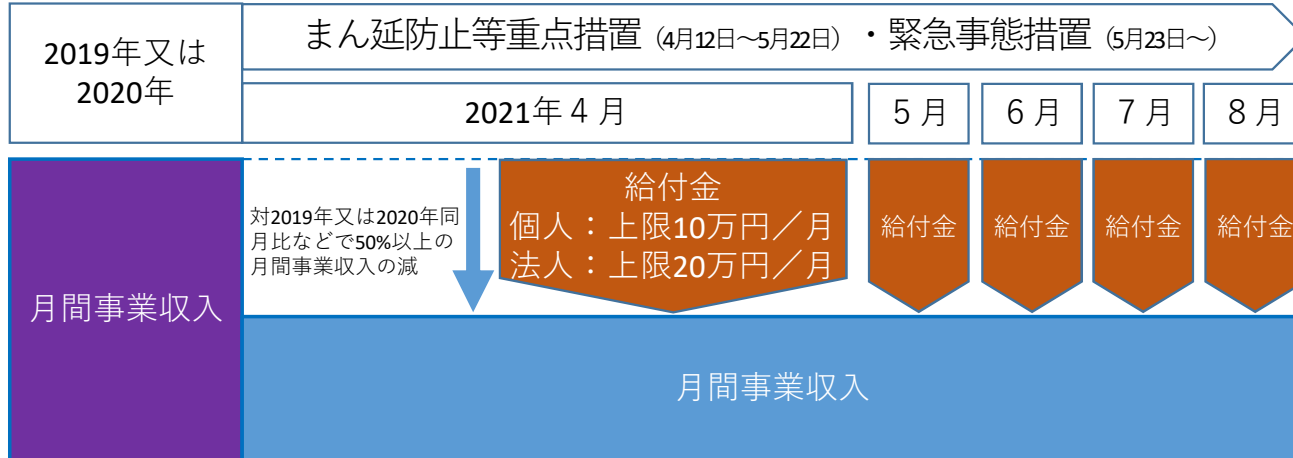 2019年又は
2020年
まん延防止等重点措置（4月12日～5月22日）・緊急事態措置（5月23日～）
2021年４月
５月
６月
７月
８月
月間事業収入
対2019年又は2020年同
月比などで50%以上の
月間事業収入の減
給付金
個人：上限10万円／月
法人：上限20万円／月
給付金
給付金
給付金
給付金
月間事業収入